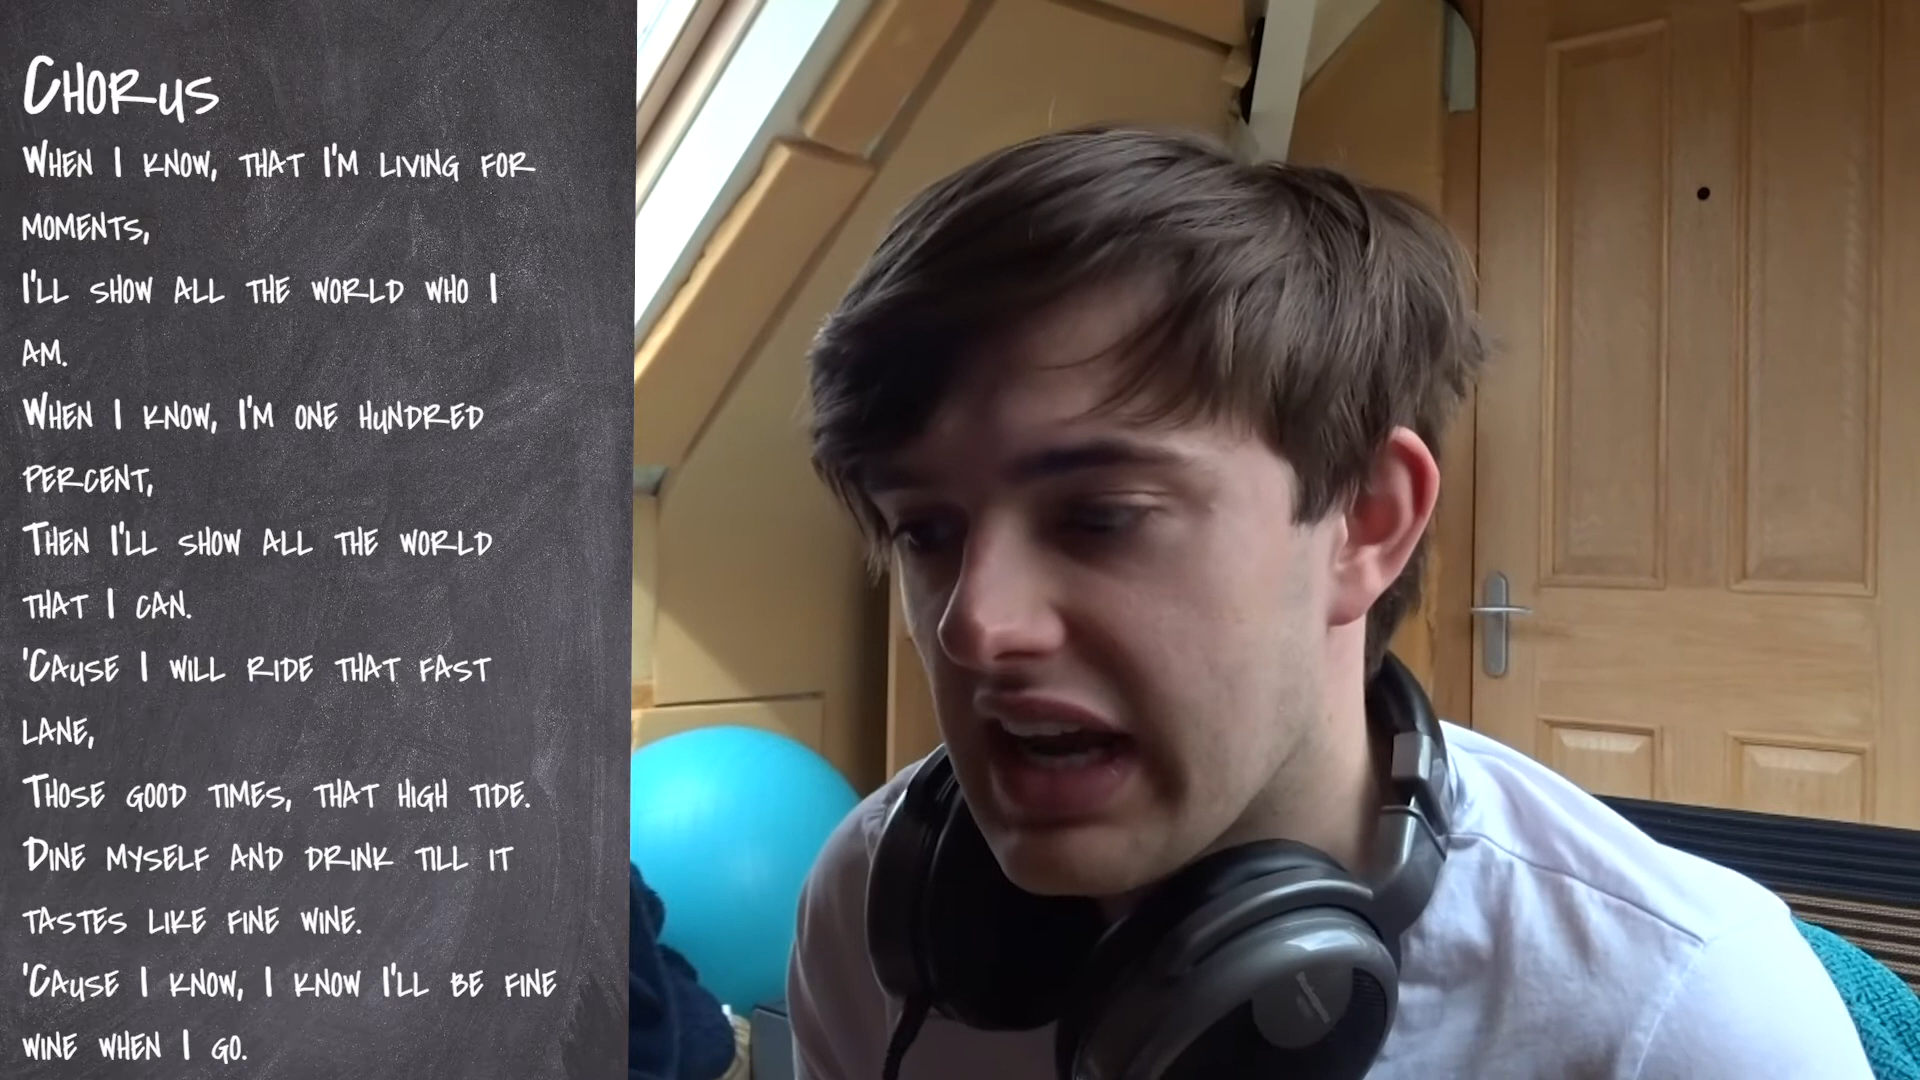 Chorus
When I know, that I'm living for
moments,
I'll show all the world who I
am.
When I know, I'm one hundred
percent,
Then I'll show all the world
that I can.
'Cause I will ride that fast
lane,
Those good times, that high tide.
Dine myself and drink till it
tastes like fine wine.
'Cause I know, I know I'll be fine
wine when I go.